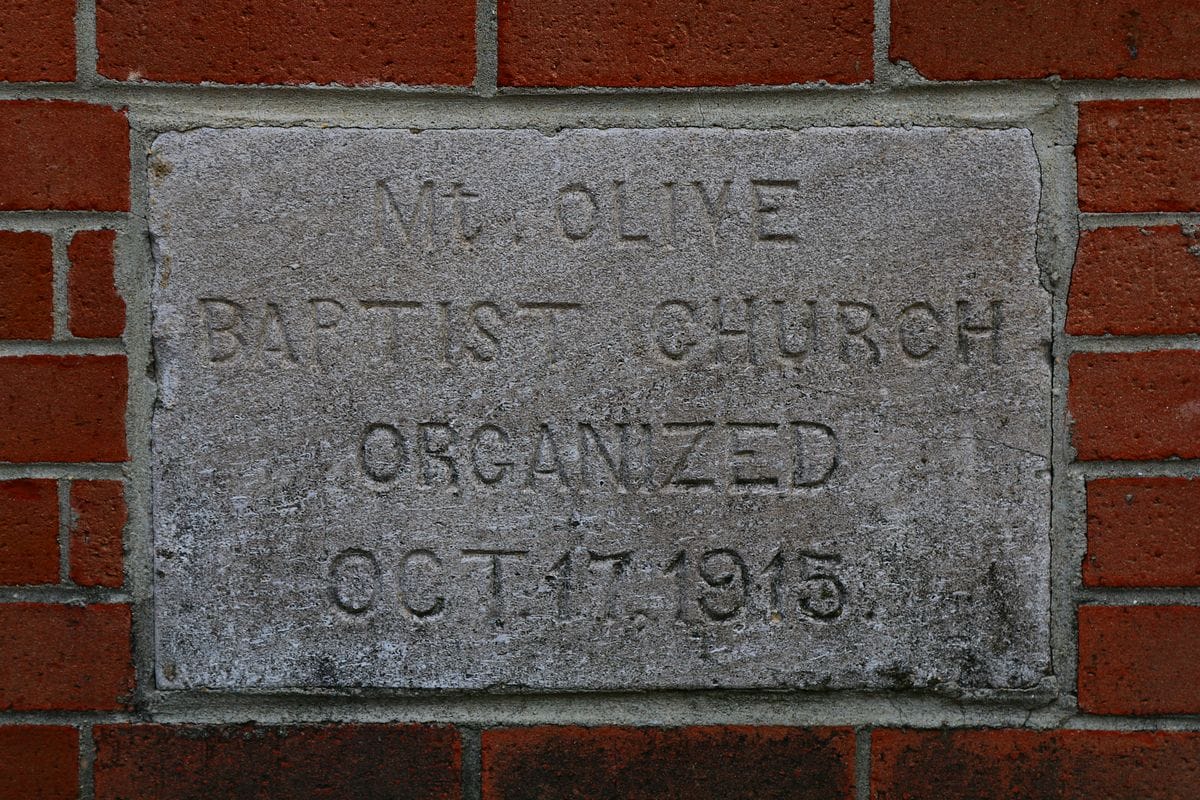 Mt. OLIVE
BAPTIST CHURCH
ORGANIZED
OCT. 17, 1915.